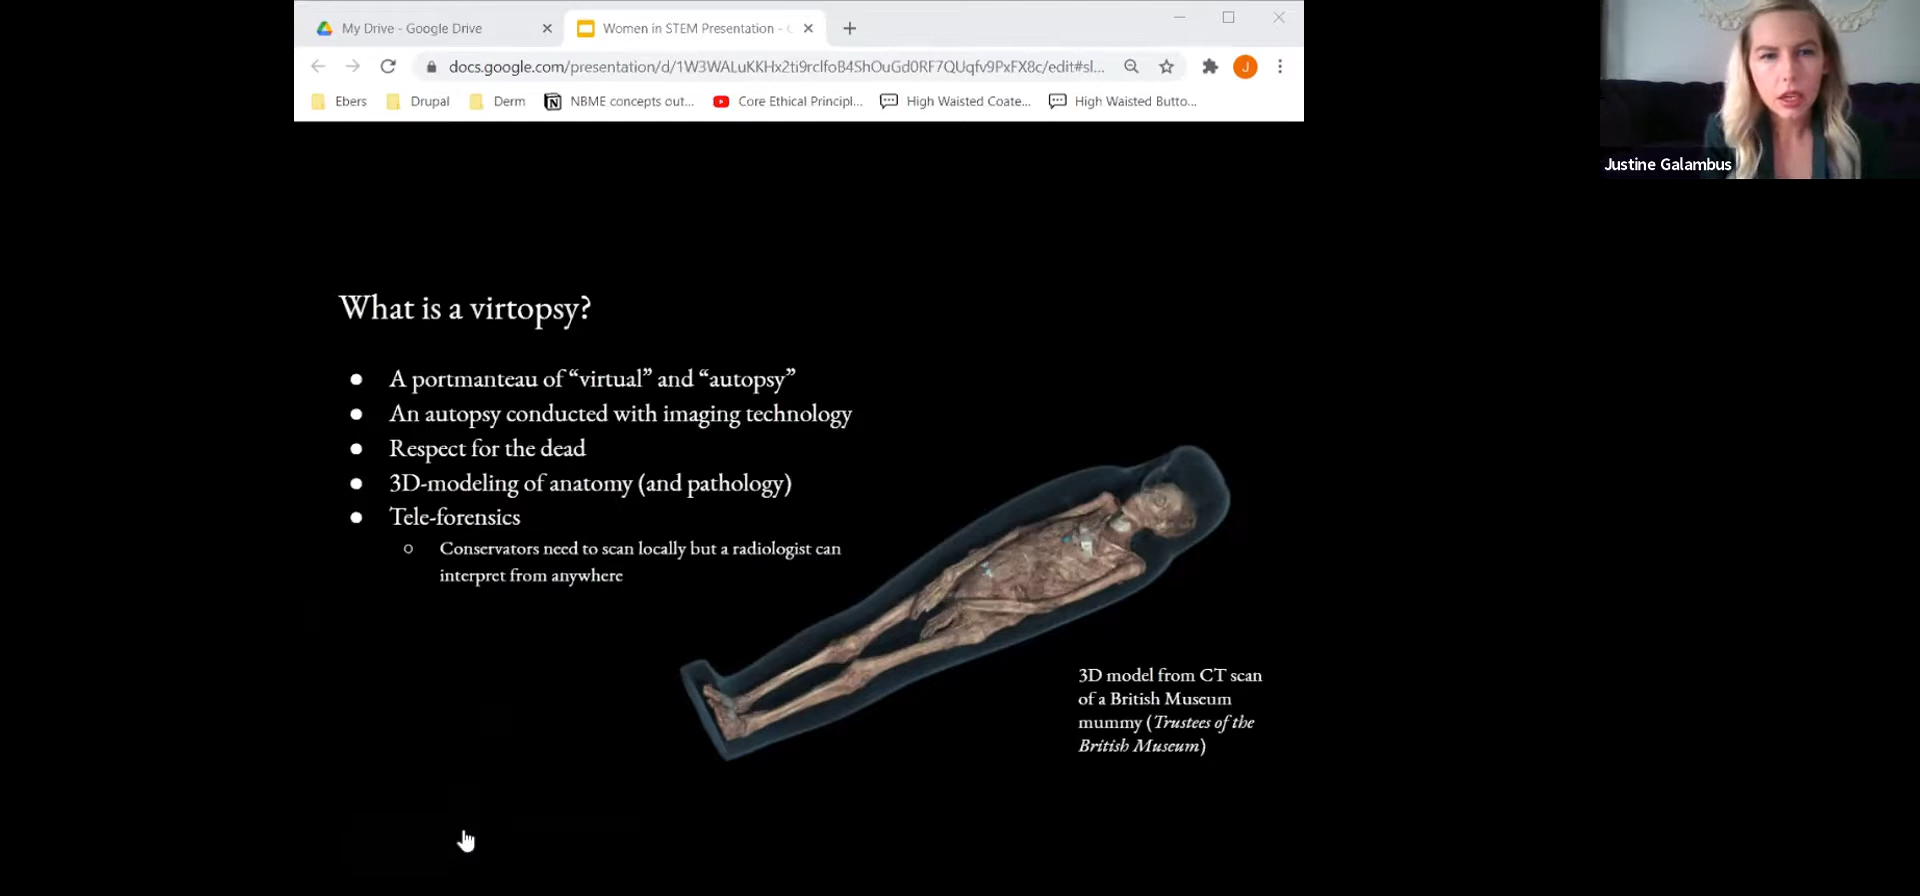 My Drive - Google Drive
Women in STEM Presentation -
docs.google.com/presentation/d/1W3WALuKKHx2ti9rclfoB4ShOuGd0RF7QUqfv9PxFX8c/edit#sl...
J
Ebers
Drupal
Derm
NBME concepts out...
Core Ethical Principl...
High Waisted Coate...
High Waisted Butto...
Justine Galambus
What is a virtopsy?
● A portmanteau of “virtual” and “autopsy”
● An autopsy conducted with imaging technology
● Respect for the dead
● 3D-modeling of anatomy (and pathology)
● Tele-forensics
○ Conservators need to scan locally but a radiologist can
interpret from anywhere
3D model from CT scan
of a British Museum
mummy (Trustees of the
British Museum)